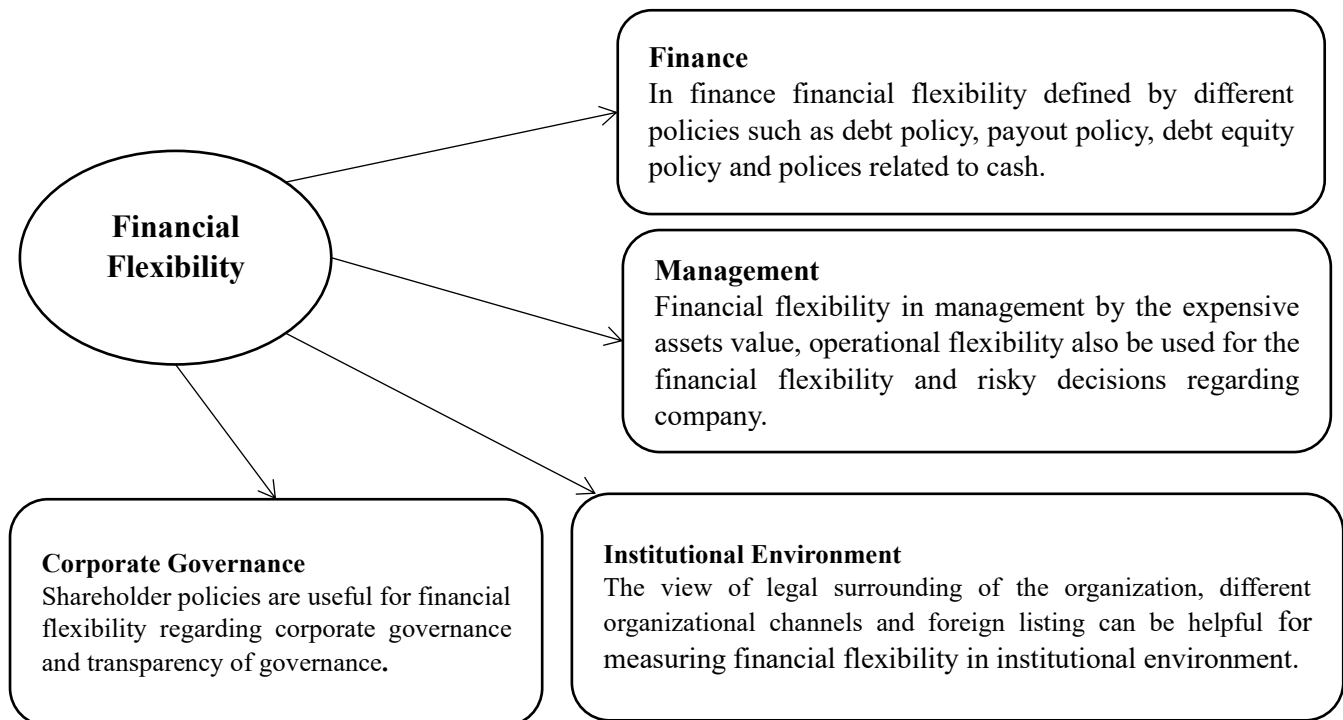 Financial
Flexibility
Finance
In finance financial flexibility defined by different
policies such as debt policy, payout policy, debt equity
policy and polices related to cash.
Management
Financial flexibility in management by the expensive
assets value, operational flexibility also be used for the
financial flexibility and risky decisions regarding
company.
Corporate Governance
Shareholder policies are useful for financial
flexibility regarding corporate governance
and transparency of governance.
Institutional Environment
The view of legal surrounding of the organization, different
organizational channels and foreign listing can be helpful for
measuring financial flexibility in institutional environment.